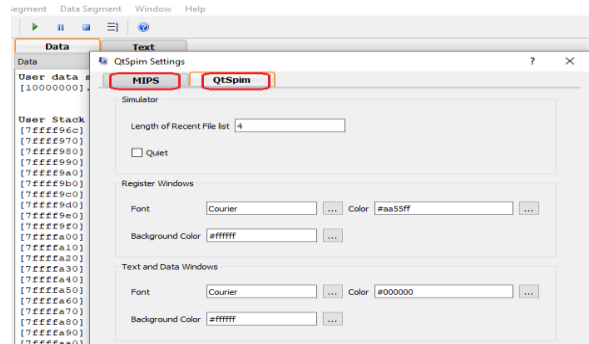 egment Data Segment Window Help
Data Text
Data
QtSpim Settings ? ×
User data s
[10000000].
MIPS QtSpim
Simulator
Length of Recent File list 4
Quiet
User Stack
[7ffff96c]
[7ffff970]
[7ffff980]
[7ffff990]
[7ffff9a0]
[7ffff9b0]
[7ffff9c0]
[7ffff9d0]
[7ffff9e0]
[7ffff9f0]
[7ffffa00]
[7ffffa10]
[7ffffa20]
[7ffffa30]
[7ffffa40]
[7ffffa50]
[7ffffa60]
[7ffffa70]
[7ffffa80]
[7ffffa90]
Register Windows
Font Courier ... Color #aa55ff ...
Background Color #ffffff ...
Text and Data Windows
Font Courier ... Color #000000 ...
Background Color #ffffff ...